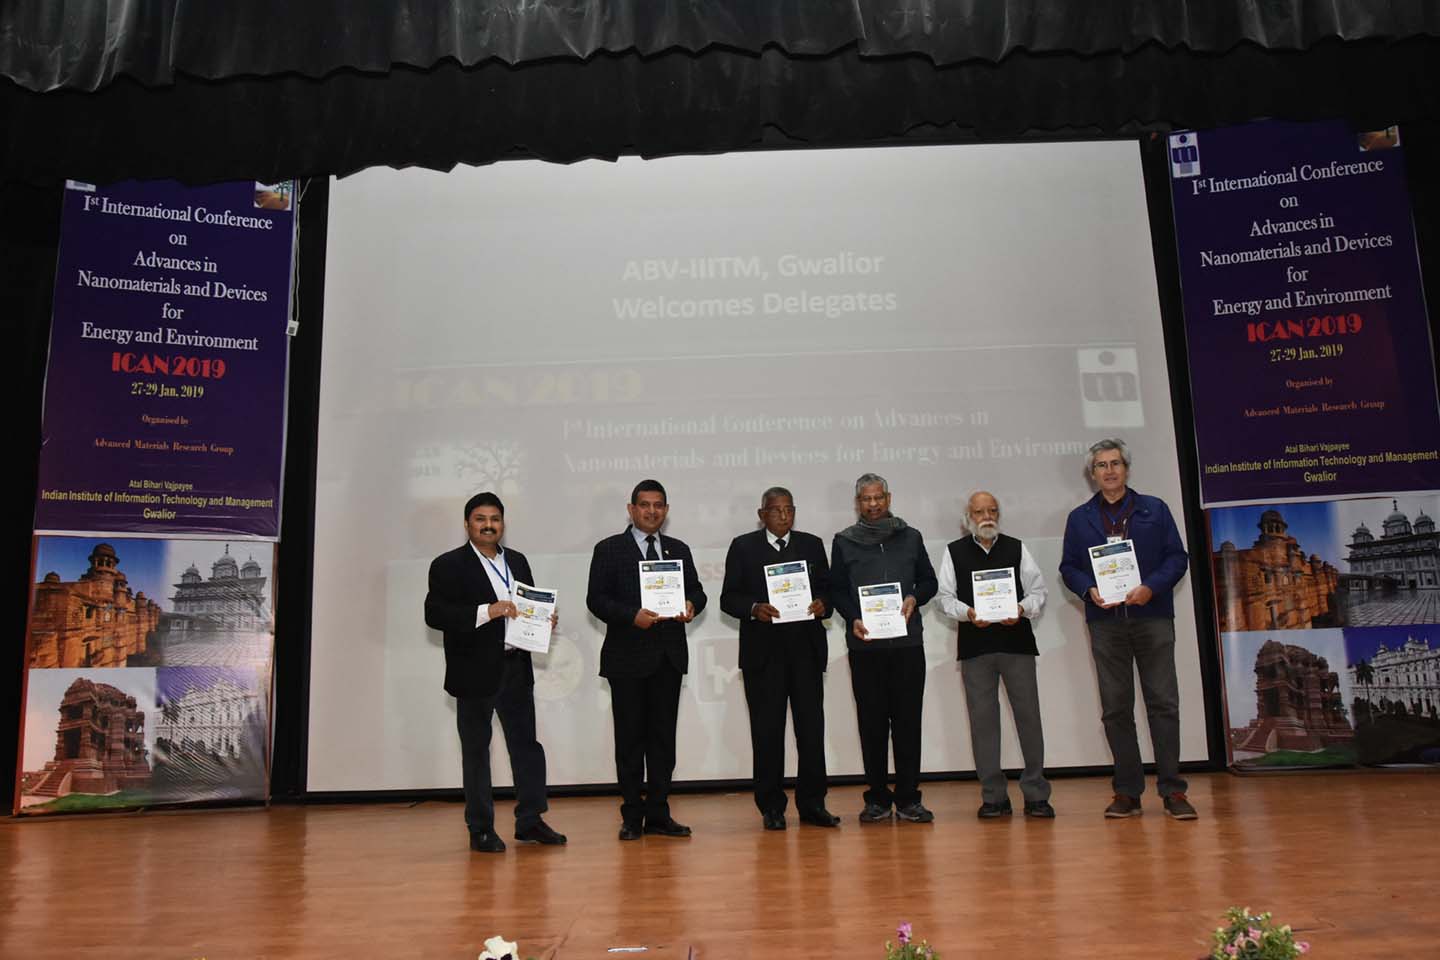 1st International Conference
on
Advances in
Nanomaterials and Devices
for
Energy and Environment
ICAN 2019
27-29 Jan, 2019
Organised by
Advanced Materials Research Group
Atal Bihari Vajpayee
Indian Institute of Information Technology and Management
Gwalior
ABV-IIITM, Gwalior
Welcomes Delegates
ICAN 2019
1st International Conference on Advances in
Nanomaterials and Devices for Energy and Environment
1st International Conference
on
Advances in
Nanomaterials and Devices
for
Energy and Environment
ICAN 2019
27-29 Jan, 2019
Organised by
Advanced Materials Research Group
Atal Bihari Vajpayee
Indian Institute of Information Technology and Management
Gwalior